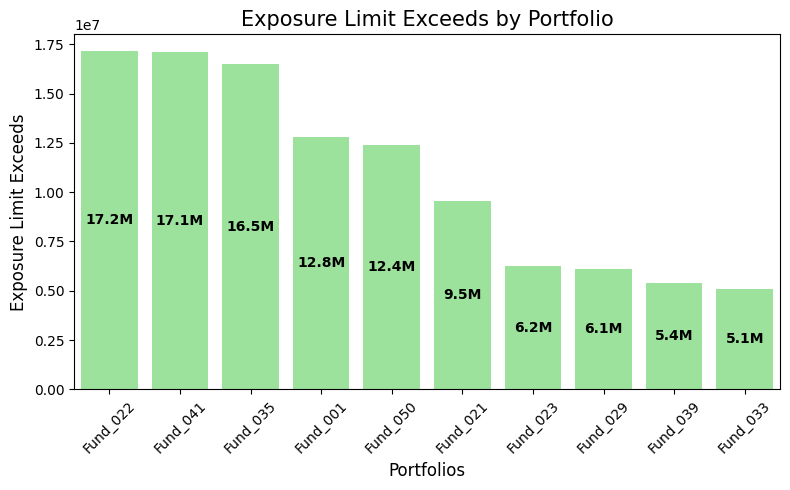 Exposure Limit Exceeds by Portfolio
1e7
Exposure Limit Exceeds
1.75
1.50
1.25
1.00
0.75
0.50
0.25
0.00
17.2M
17.1M
16.5M
12.8M
12.4M
9.5M
6.2M
6.1M
5.4M
5.1M
Fund_022
Fund_041
Fund_035
Fund_001
Fund_050
Fund_021
Fund_023
Fund_029
Fund_039
Fund_033
Portfolios